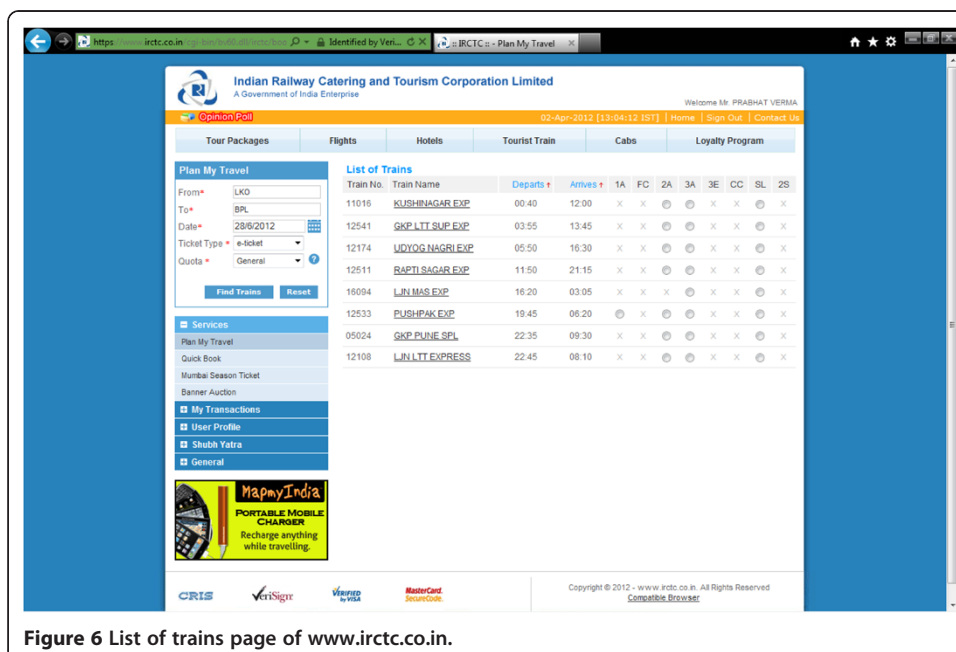 https://www.irctc.co.in/cgi-bin/bv60.dll/irctc/boo
Identified by Veri...
:: IRCTC :: - Plan My Travel
Indian Railway Catering and Tourism Corporation Limited
A Government of India Enterprise
Welcome Mr. PRABHAT VERMA
Opinion Poll
02-Apr-2012 [13:04:12 IST] | Home | Sign Out | Contact Us
Tour Packages Flights Hotels Tourist Train Cabs Loyalty Program
Plan My Travel
From* LKO
To* BPL
Date* 28/6/2012
Ticket Type * e-ticket
Quota * General
Find Trains Reset
Services
Plan My Travel
Quick Book
Mumbai Season Ticket
Banner Auction
My Transactions
User Profile
Shubh Yatra
General
MapmyIndia
PORTABLE MOBILE
CHARGER
Recharge anything
while travelling.
List of Trains
Train No. Train Name Departs Arrives 1A FC 2A 3A 3E CC SL 2S
11016 KUSHINAGAR EXP 00:40 12:00 X X X X X
12541 GKP LTT SUP EXP 03:55 13:45 X X X X X
12174 UDYOG NAGRI EXP 05:50 16:30 X X X X X
12511 RAPTI SAGAR EXP 11:50 21:15 X X X X X
16094 LJN MAS EXP 16:20 03:05 X X X X X X
12533 PUSHPAK EXP 19:45 06:20 X X X X
05024 GKP PUNE SPL 22:35 09:30 X X X X X
12108 LJN LTT EXPRESS 22:45 08:10 X X X X X
CRIS VeriSign VERIFIED by VISA MasterCard. SecureCode.
Copyright © 2012 - www.irctc.co.in. All Rights Reserved
Compatible Browser
Figure 6 List of trains page of www.irctc.co.in.